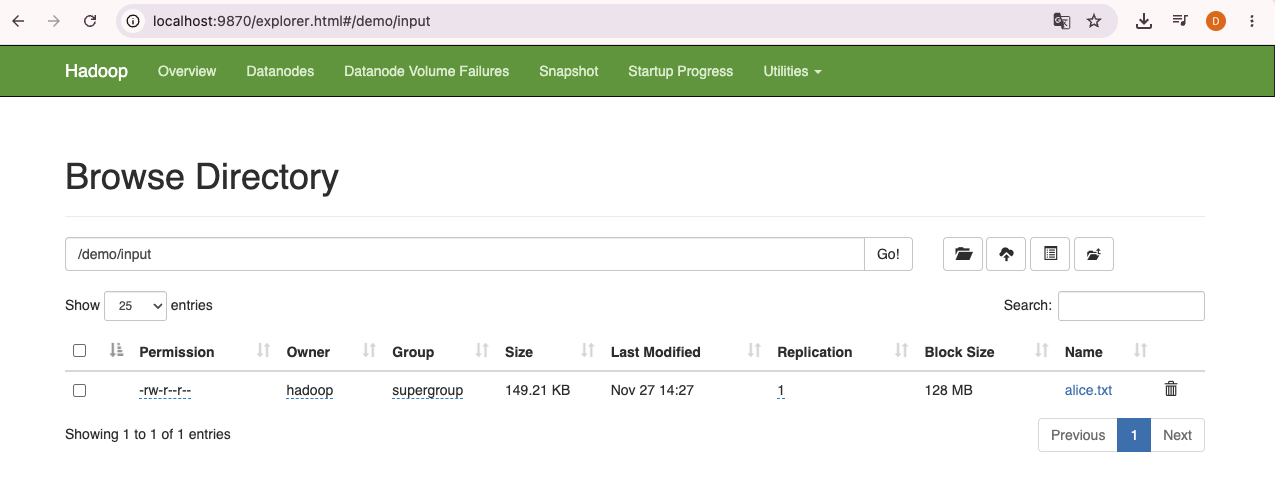 localhost:9870/explorer.html#/demo/input
D
Hadoop Overview Datanodes Datanode Volume Failures Snapshot Startup Progress Utilities
Browse Directory
/demo/input Go!
Show 25 entries Search:
Permission Owner Group Size Last Modified Replication Block Size Name
-rw-r--r-- hadoop supergroup 149.21 KB Nov 27 14:27 1 128 MB alice.txt
Showing 1 to 1 of 1 entries Previous 1 Next